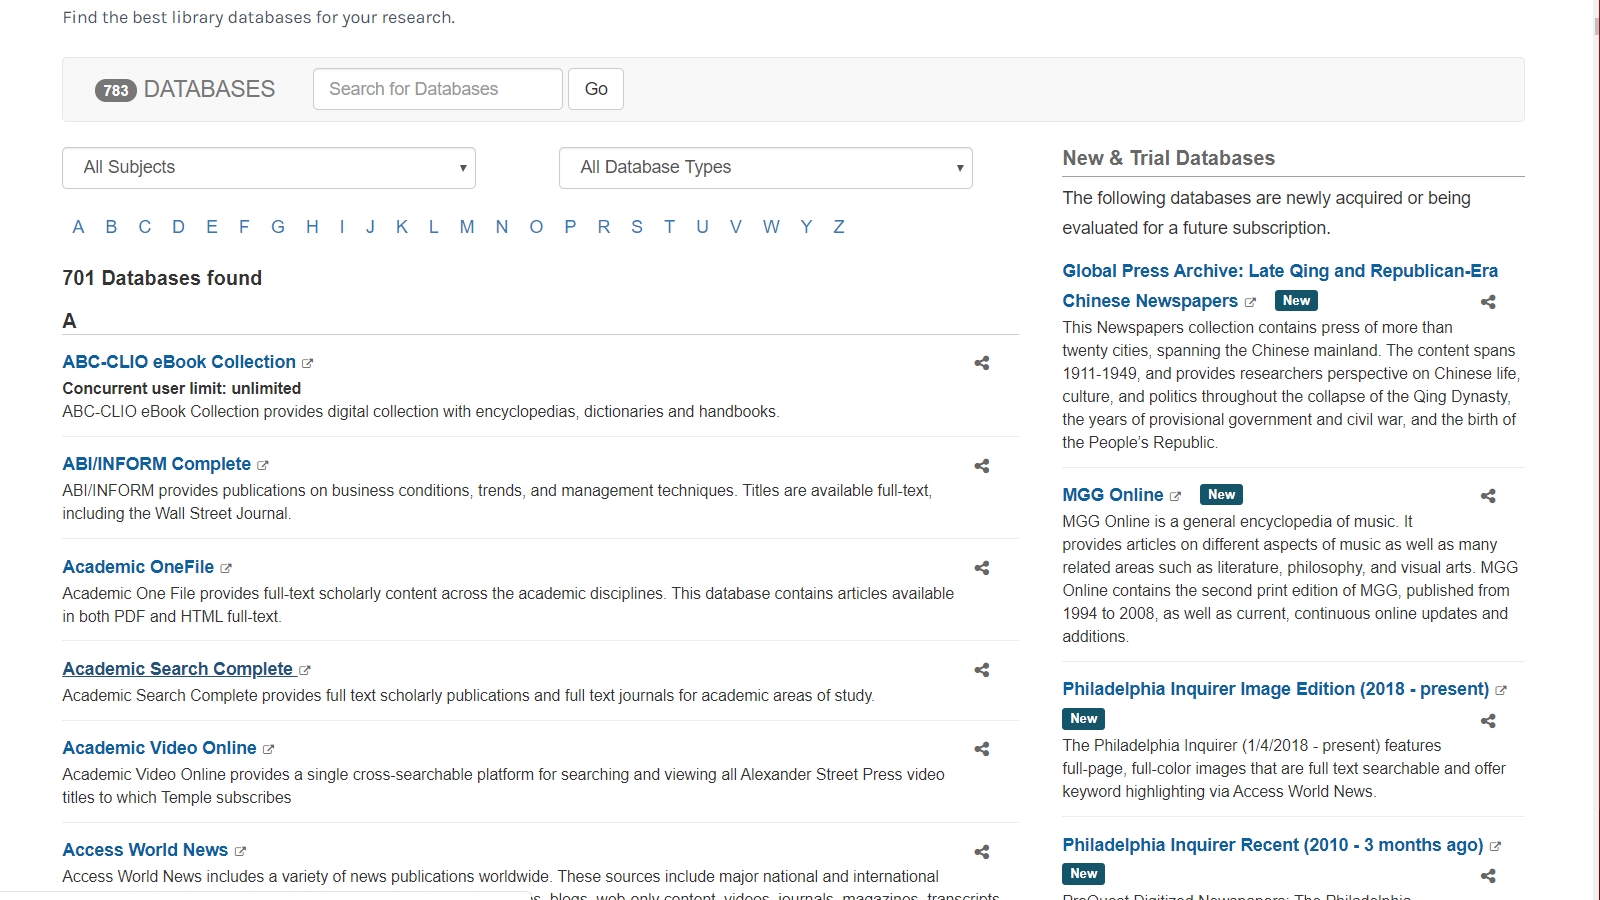 Find the best library databases for your research.
783 DATABASES
Search for Databases
Go
All Subjects
All Database Types
A B C D E F G H I J K L M N O P R S T U V W Y Z
701 Databases found
A
ABC-CLIO eBook Collection
Concurrent user limit: unlimited
ABC-CLIO eBook Collection provides digital collection with encyclopedias, dictionaries and handbooks.
ABI/INFORM Complete
ABI/INFORM provides publications on business conditions, trends, and management techniques. Titles are available full-text,
including the Wall Street Journal.
Academic OneFile
Academic One File provides full-text scholarly content across the academic disciplines. This database contains articles available
in both PDF and HTML full-text.
Academic Search Complete
Academic Search Complete provides full text scholarly publications and full text journals for academic areas of study.
Academic Video Online
Academic Video Online provides a single cross-searchable platform for searching and viewing all Alexander Street Press video
titles to which Temple subscribes
Access World News
Access World News includes a variety of news publications worldwide. These sources include major national and international
blogs, web-only content, videos, journals, magazines, transcripts
New & Trial Databases
The following databases are newly acquired or being
evaluated for a future subscription.
Global Press Archive: Late Qing and Republican-Era
Chinese Newspapers New
This Newspapers collection contains press of more than
twenty cities, spanning the Chinese mainland. The content spans
1911-1949, and provides researchers perspective on Chinese life,
culture, and politics throughout the collapse of the Qing Dynasty,
the years of provisional government and civil war, and the birth of
the People’s Republic.
MGG Online New
MGG Online is a general encyclopedia of music. It
provides articles on different aspects of music as well as many
related areas such as literature, philosophy, and visual arts. MGG
Online contains the second print edition of MGG, published from
1994 to 2008, as well as current, continuous online updates and
additions.
Philadelphia Inquirer Image Edition (2018 - present)
New
The Philadelphia Inquirer (1/4/2018 - present) features
full-page, full-color images that are full text searchable and offer
keyword highlighting via Access World News.
Philadelphia Inquirer Recent (2010 - 3 months ago)
New
ProQuest Digitized Newspapers: The Philadelphia